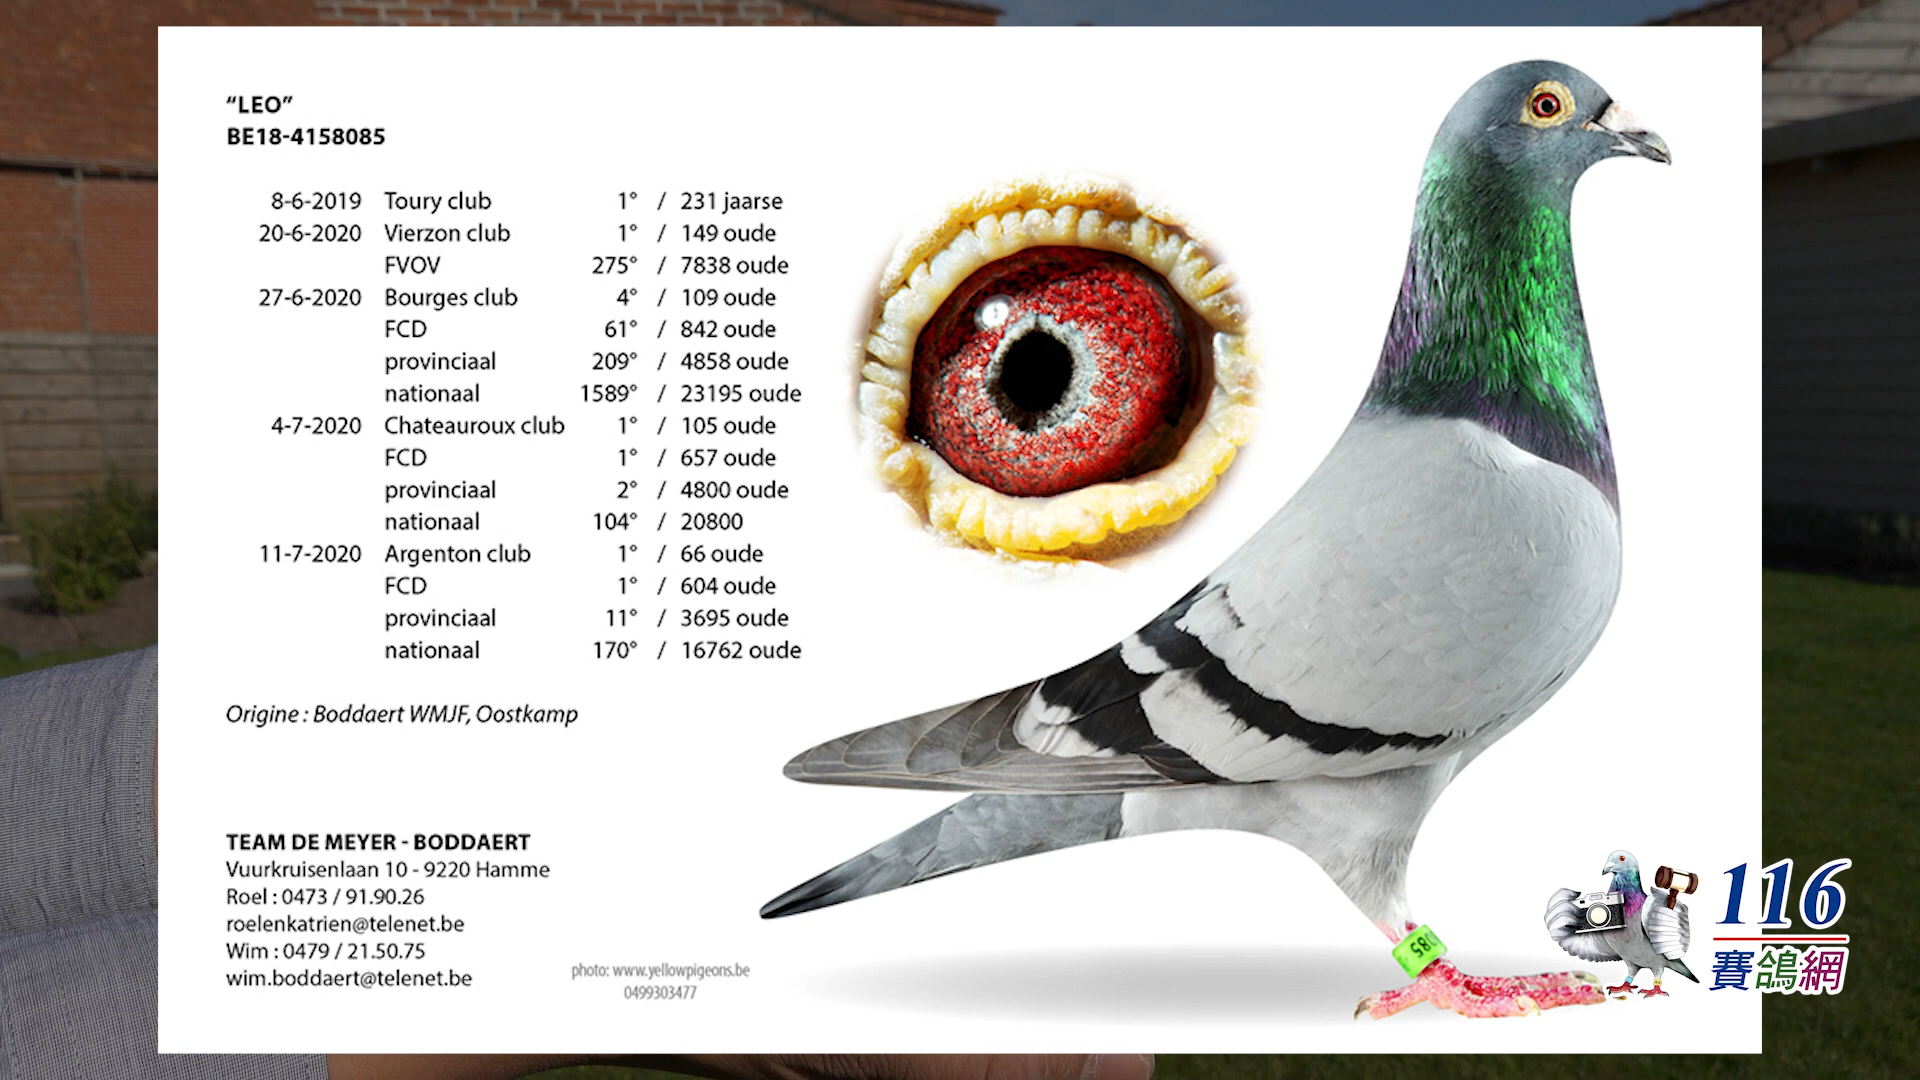 “LEO”
BE18-4158085
8-6-2019 Toury club 1° / 231 jaarse
20-6-2020 Vierzon club 1° / 149 oude
FVOV 275° / 7838 oude
27-6-2020 Bourges club 4° / 109 oude
FCD 61° / 842 oude
provinciaal 209° / 4858 oude
nationaal 1589° / 23195 oude
4-7-2020 Chateauroux club 1° / 105 oude
FCD 1° / 657 oude
provinciaal 2° / 4800 oude
nationaal 104° / 20800
11-7-2020 Argenton club 1° / 66 oude
FCD 1° / 604 oude
provinciaal 11° / 3695 oude
nationaal 170° / 16762 oude
Origine : Boddaert WMJF, Oostkamp
TEAM DE MEYER - BODDAERT
Vuurkruisenlaan 10 - 9220 Hamme
Roel : 0473 / 91.90.26
roelenkatrien@telenet.be
Wim : 0479 / 21.50.75
wim.boddaert@telenet.be
photo: www.yellowpigeons.be
0499303477
085
116
賽鴿網